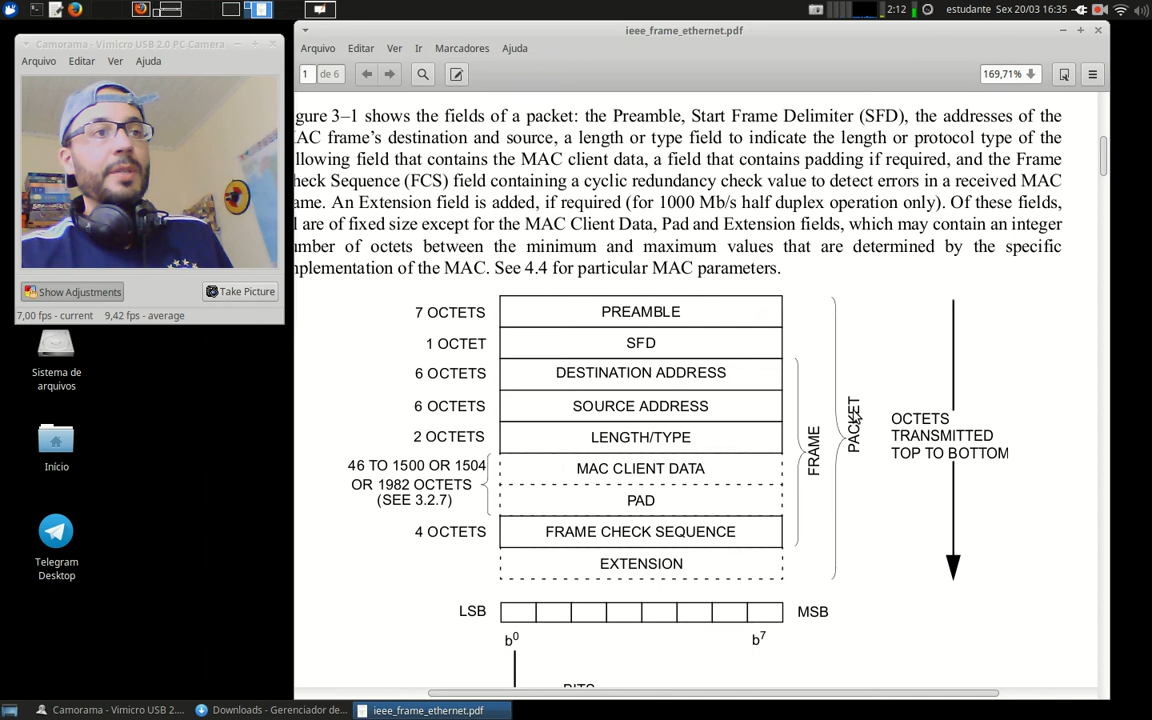 2:12
estudante Sex 20/03 16:35
Camorama - Vimicro USB 2.0 PC Camera
Arquivo Editar Ver Ajuda
Show Adjustments
Take Picture
7,00 fps - current 9,42 fps - average
Sistema de
arquivos
Início
Telegram
Desktop
ieee_frame_ethernet.pdf
Arquivo Editar Ver Ir Marcadores Ajuda
1 de 6
169,71%
gure 3–1 shows the fields of a packet: the Preamble, Start Frame Delimiter (SFD), the addresses of the
AC frame's destination and source, a length or type field to indicate the length or protocol type of the
llowing field that contains the MAC client data, a field that contains padding if required, and the Frame
heck Sequence (FCS) field containing a cyclic redundancy check value to detect errors in a received MAC
ame. An Extension field is added, if required (for 1000 Mb/s half duplex operation only). Of these fields,
l are of fixed size except for the MAC Client Data, Pad and Extension fields, which may contain an integer
umber of octets between the minimum and maximum values that are determined by the specific
plementation of the MAC. See 4.4 for particular MAC parameters.
7 OCTETS PREAMBLE
1 OCTET SFD
6 OCTETS DESTINATION ADDRESS
6 OCTETS SOURCE ADDRESS
2 OCTETS LENGTH/TYPE
46 TO 1500 OR 1504
OR 1982 OCTETS
(SEE 3.2.7)
MAC CLIENT DATA
PAD
4 OCTETS FRAME CHECK SEQUENCE
EXTENSION
FRAME
PACKET
OCTETS
TRANSMITTED
TOP TO BOTTOM
LSB MSB
b0 b7
Camorama - Vimicro USB 2....
Downloads - Gerenciador de...
ieee_frame_ethernet.pdf